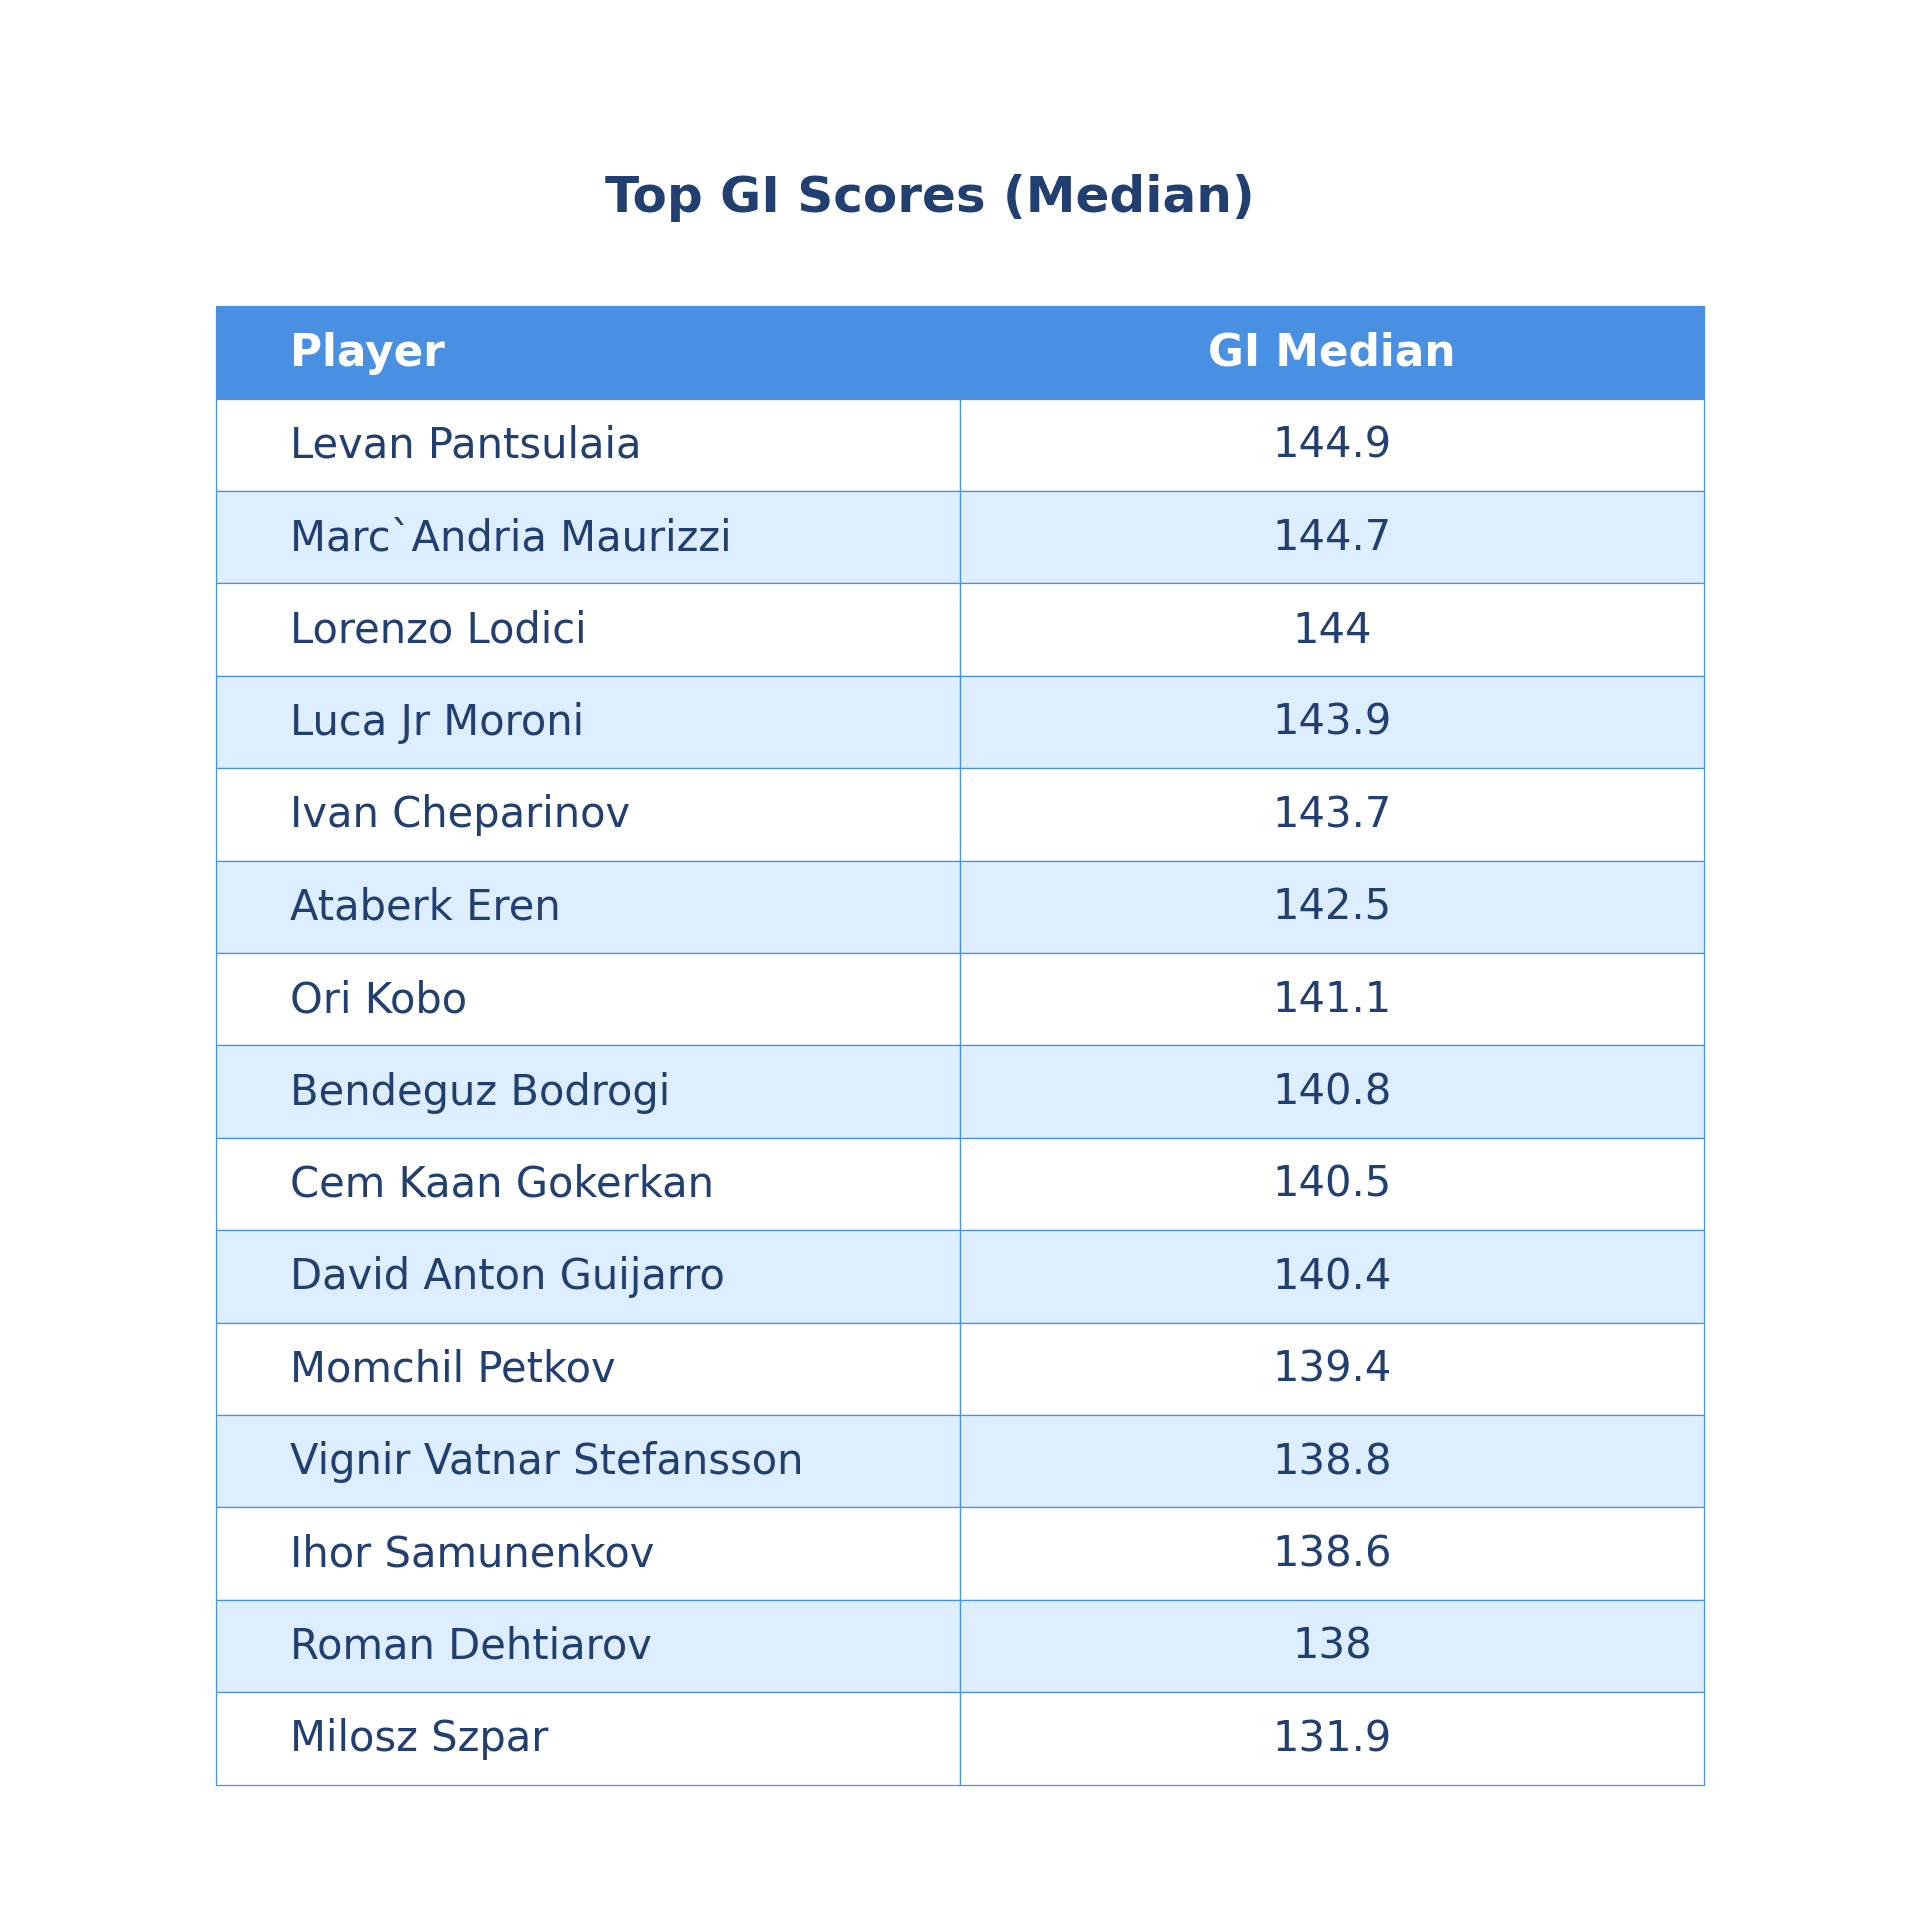 Top GI Scores (Median)
Player GI Median
Levan Pantsulaia 144.9
Marc`Andria Maurizzi 144.7
Lorenzo Lodici 144
Luca Jr Moroni 143.9
Ivan Cheparinov 143.7
Ataberk Eren 142.5
Ori Kobo 141.1
Bendeguz Bodrogi 140.8
Cem Kaan Gokerkan 140.5
David Anton Guijarro 140.4
Momchil Petkov 139.4
Vignir Vatnar Stefansson 138.8
Ihor Samunenkov 138.6
Roman Dehtiarov 138
Milosz Szpar 131.9